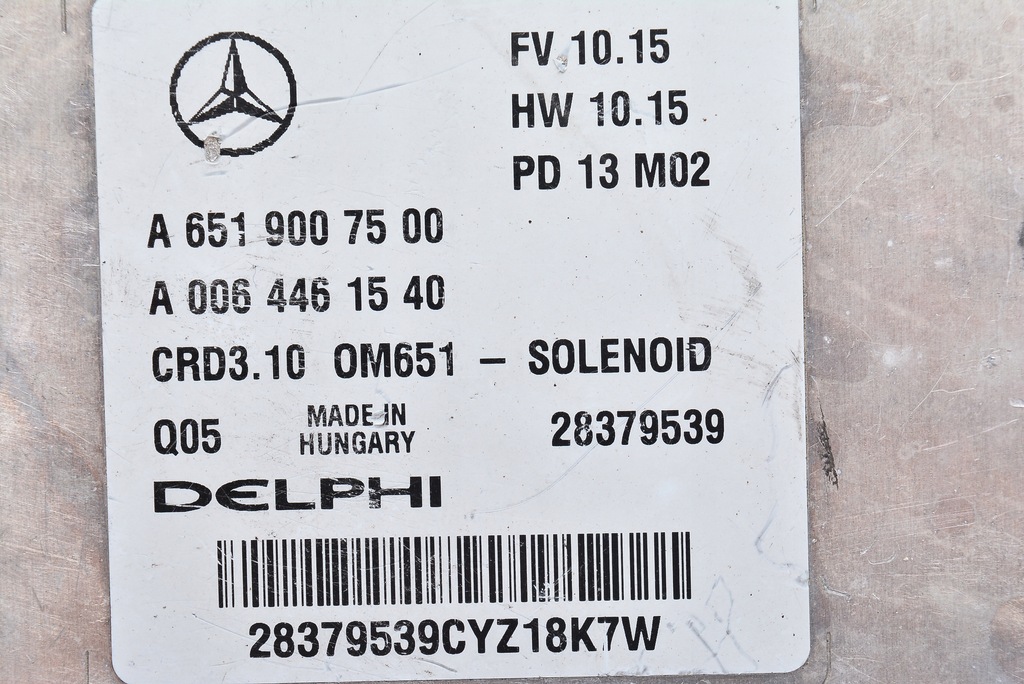 FV 10.15
HW 10.15
PD 13 M02
A 651 900 75 00
A 006 446 15 40
CRD3.10 OM651 – SOLENOID
Q05 MADE IN HUNGARY 28379539
DELPHI
28379539CYZ18K7W